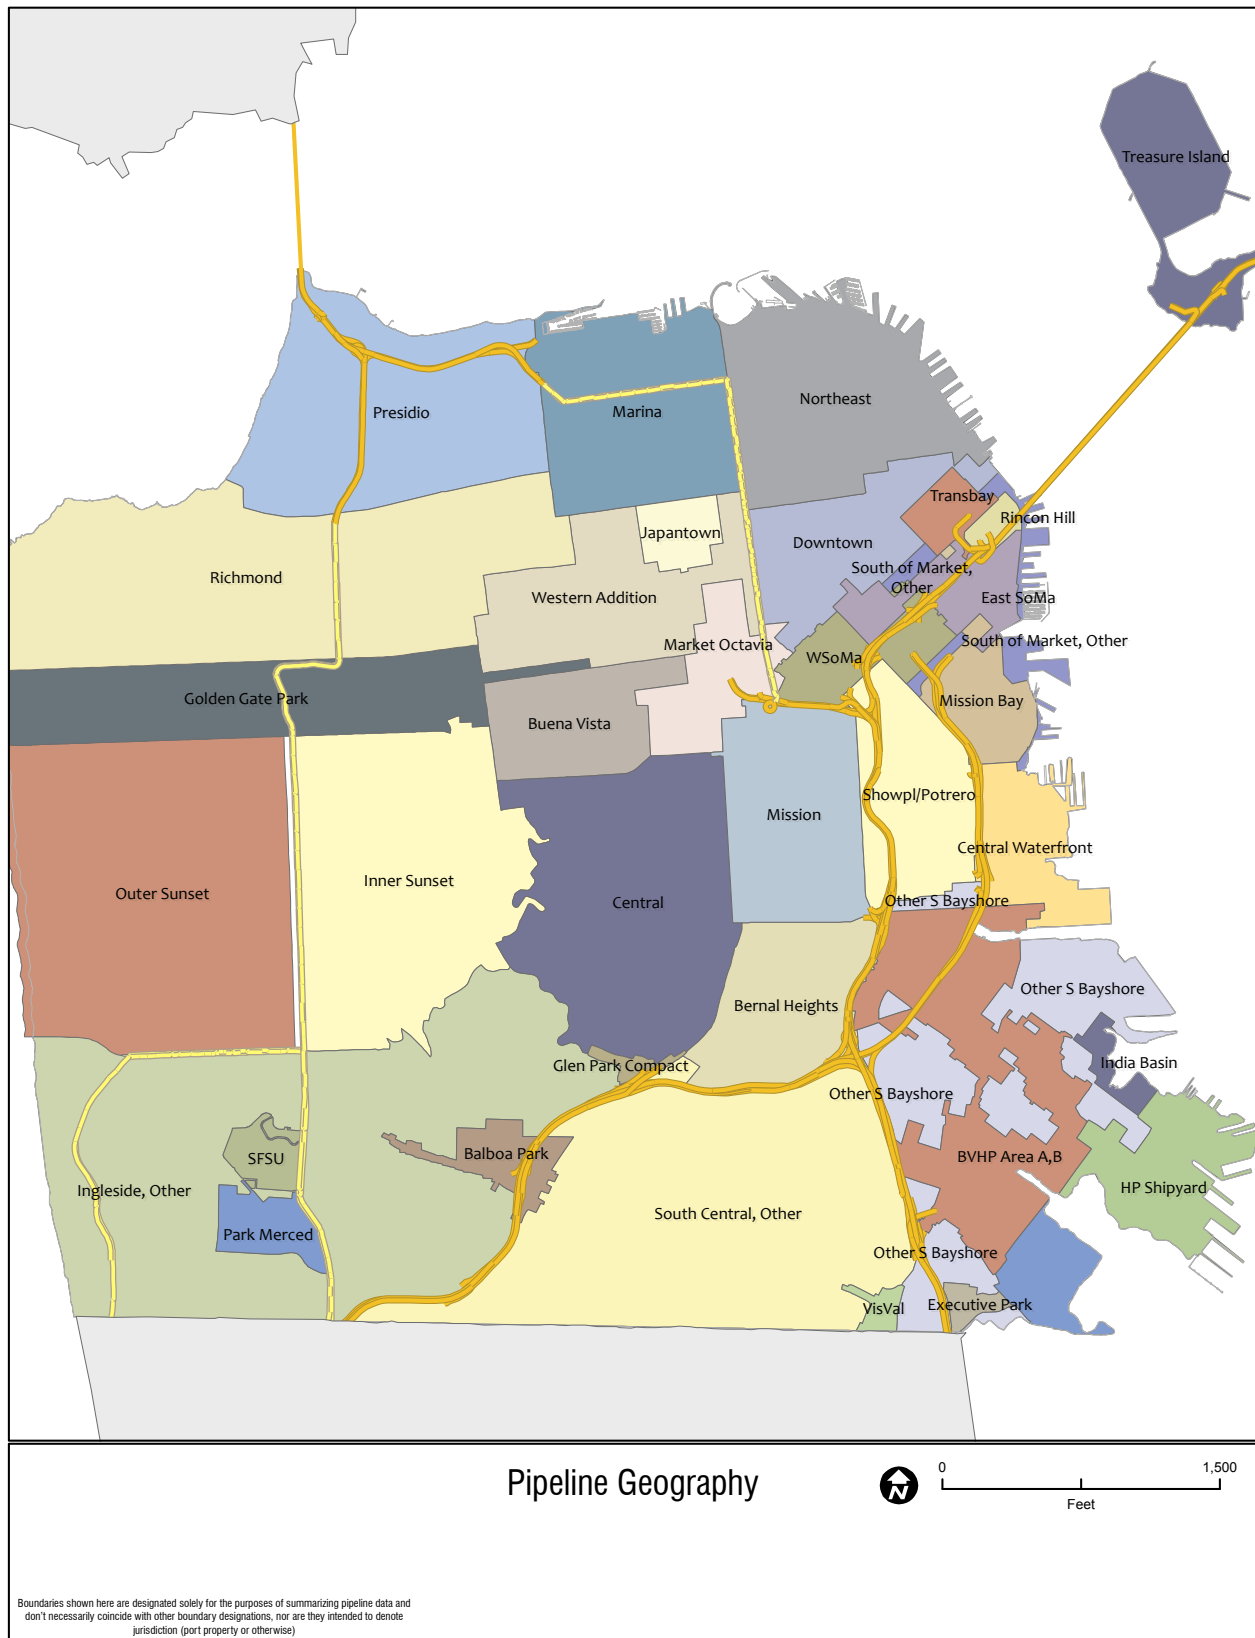 Treasure Island
Northeast
Presidio
Marina
Transbay
Rincon Hill
Japantown
Downtown
Richmond
South of Market,
Other
Western Addition
East SoMa
Market Octavia
South of Market, Other
WSoMa
Golden Gate Park
Mission Bay
Buena Vista
Showpl/Potrero
Mission
Central Waterfront
Inner Sunset
Outer Sunset
Central
Other S Bayshore
Other S Bayshore
Bernal Heights
Glen Park Compact
India Basin
Other S Bayshore
Balboa Park
SFSU
BVHP Area A,B
Ingleside, Other
HP Shipyard
South Central, Other
Park Merced
Other S Bayshore
VisVal
Executive Park
Pipeline Geography
N
0
1,500
Feet
Boundaries shown here are designated solely for the purposes of summarizing pipeline data and
don't necessarily coincide with other boundary designations, nor are they intended to denote
jurisdiction (port property or otherwise)